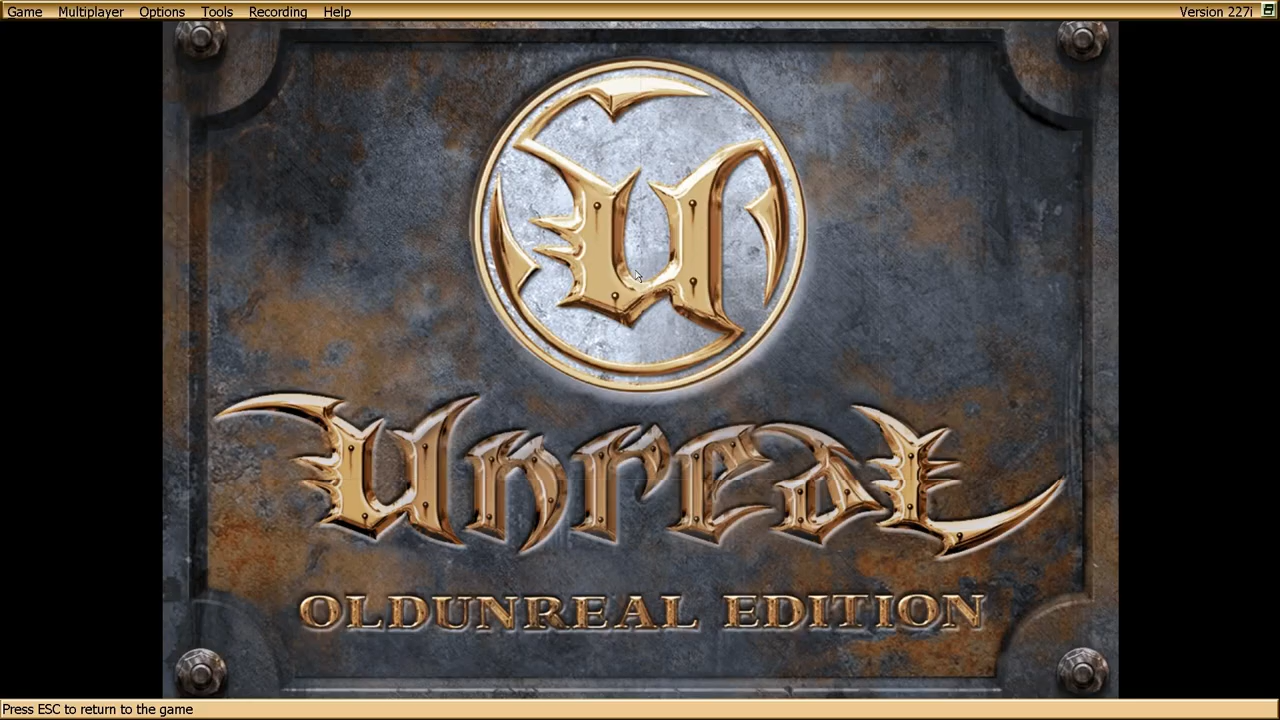 Game Multiplayer Options Tools Recording Help Version 227i
U
Unreal
OLDUNREAL EDITION
Press ESC to return to the game